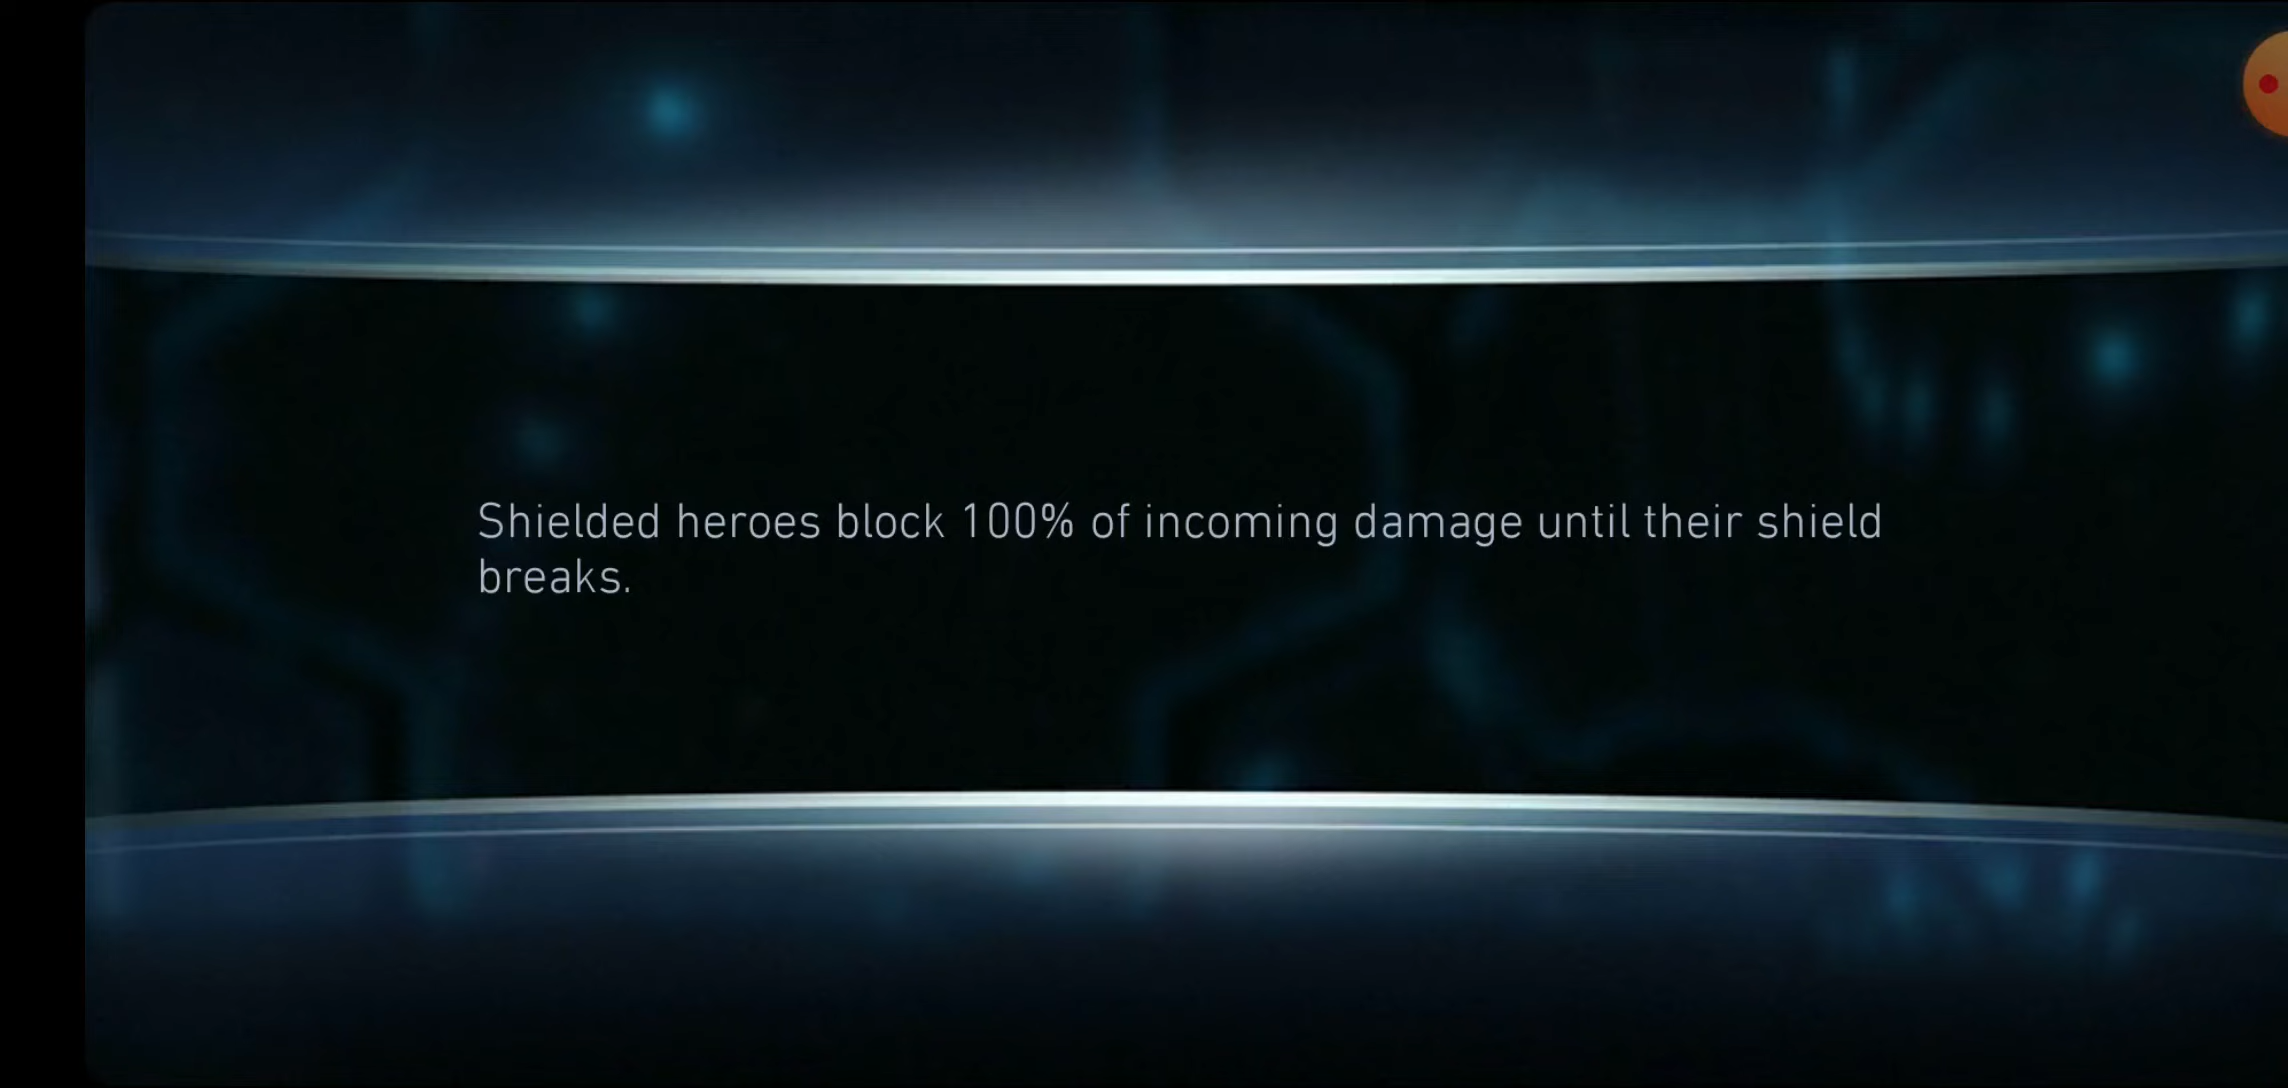 Shielded heroes block 100% of incoming damage until their shield
breaks.